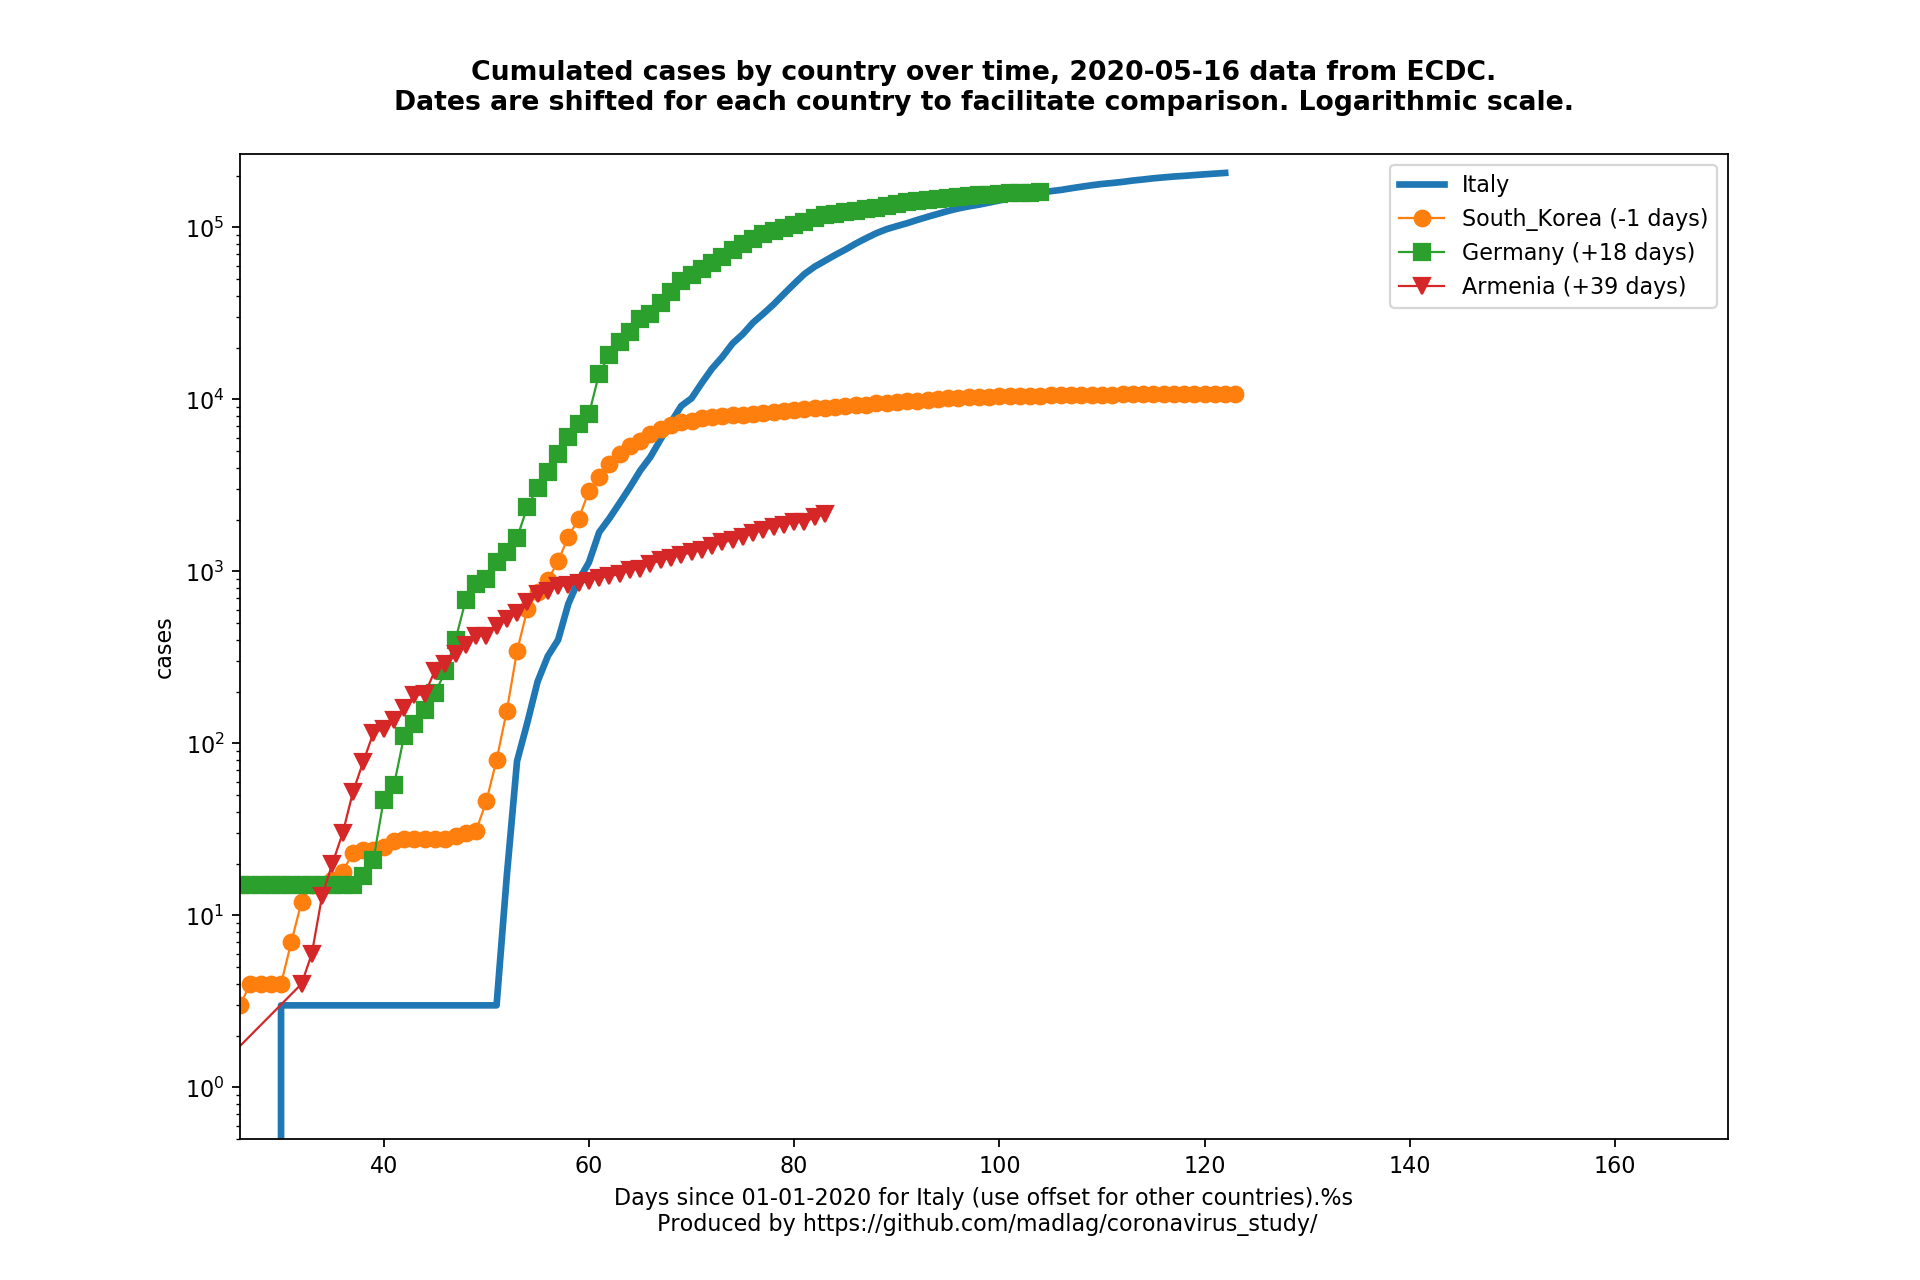 Cumulated cases by country over time, 2020-05-16 data from ECDC.
Dates are shifted for each country to facilitate comparison. Logarithmic scale.
Italy
South_Korea (-1 days)
Germany (+18 days)
Armenia (+39 days)
cases
10^5
10^4
10^3
10^2
10^1
10^0
40 60 80 100 120 140 160
Days since 01-01-2020 for Italy (use offset for other countries).%s
Produced by https://github.com/madlag/coronavirus_study/